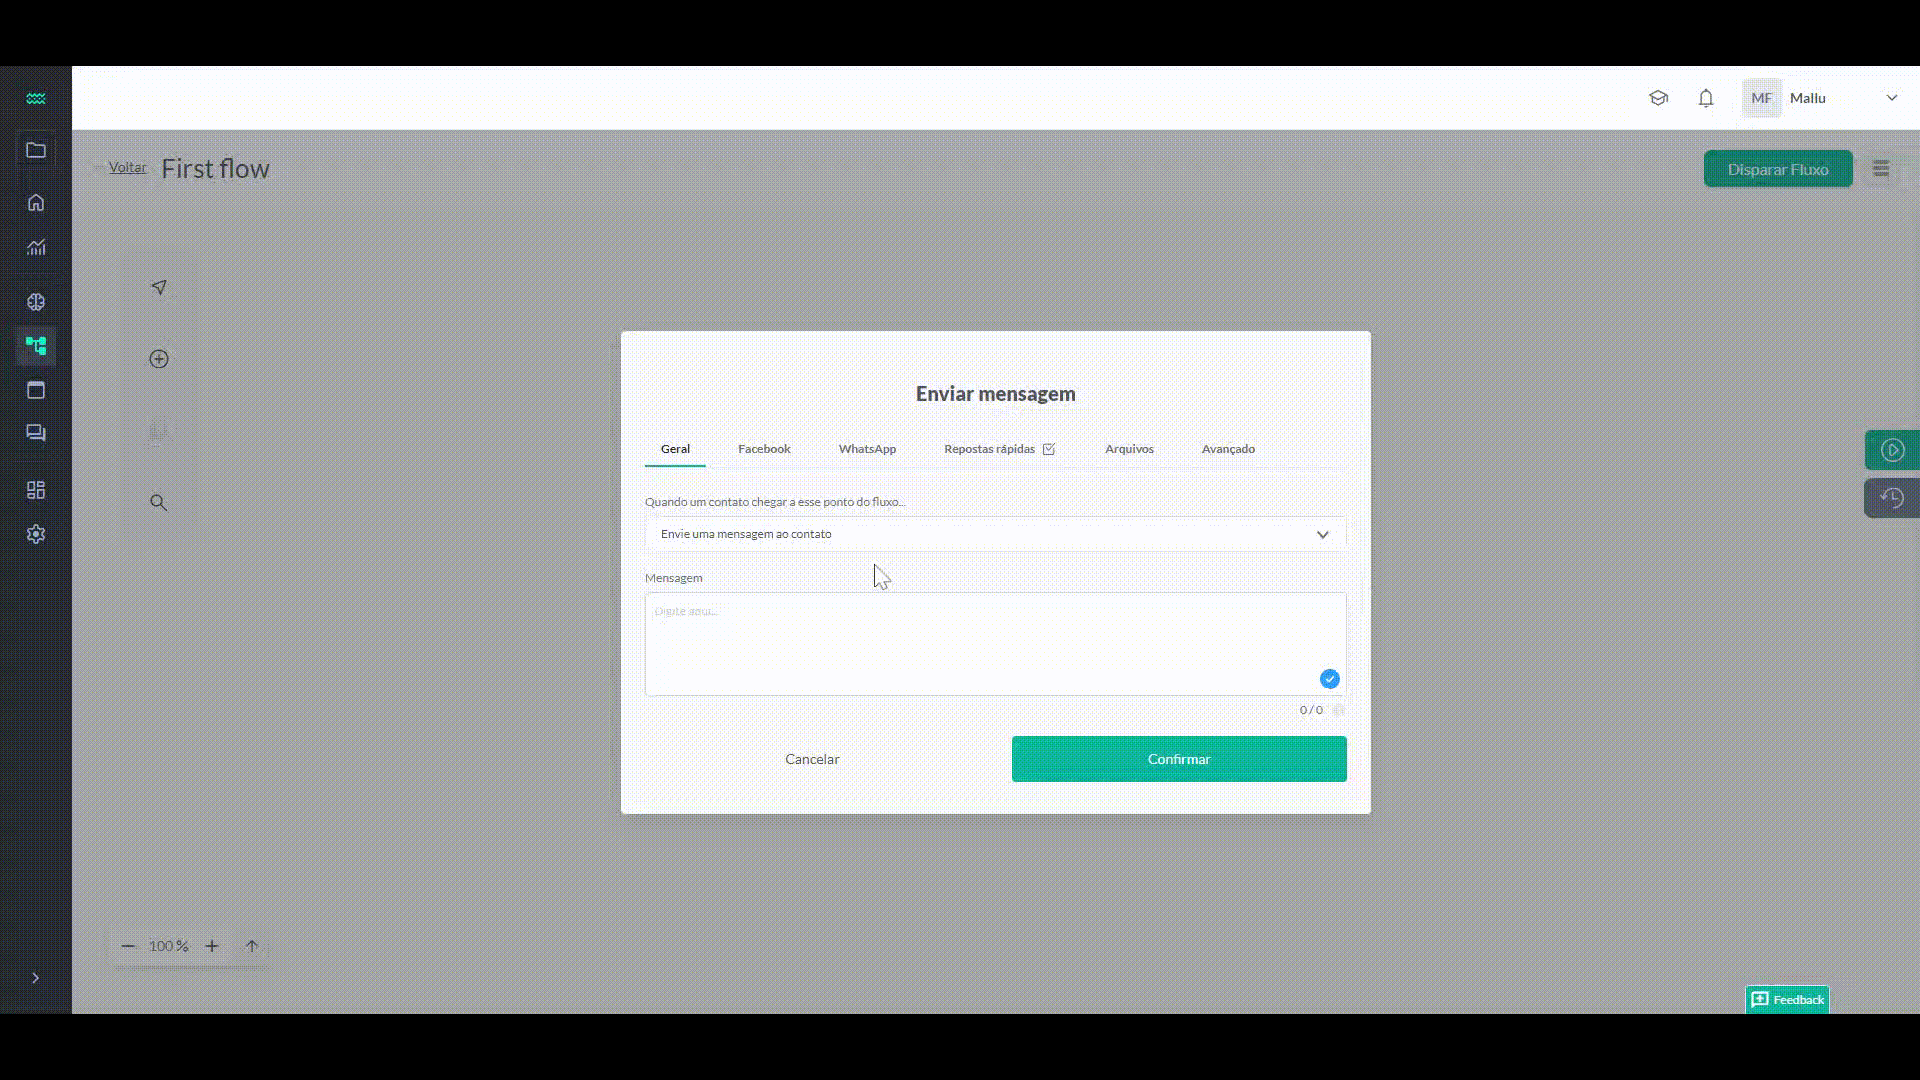 MF Mallu
Voltar First flow
Disparar Fluxo
Enviar mensagem
Geral Facebook WhatsApp Repostas rápidas Arquivos Avançado
Quando um contato chegar a esse ponto do fluxo...
Envie uma mensagem ao contato
Mensagem
Digite aqui...
0 / 0
Cancelar Confirmar
100 %
Feedback